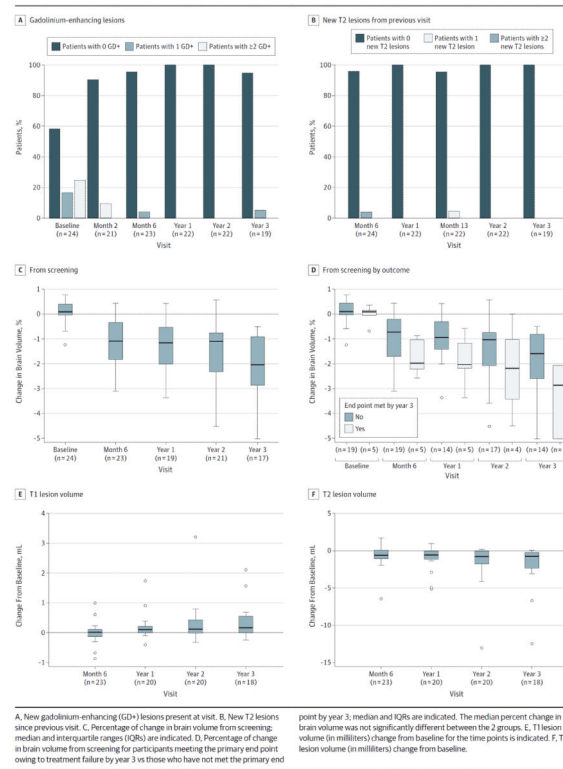 A Gadolinium-enhancing lesions
Patients with 0 GD+ Patients with 1 GD+ Patients with ≥2 GD+
Patients, %
100
80
60
40
20
0
Baseline (n=24)
Month 2 (n=21)
Month 6 (n=23)
Year 1 (n=22)
Year 2 (n=22)
Year 3 (n=19)
Visit
B New T2 lesions from previous visit
Patients with 0 new T2 lesions
Patients with 1 new T2 lesion
Patients with ≥2 new T2 lesions
Patients, %
100
80
60
40
20
0
Month 6 (n=24)
Year 1 (n=22)
Month 13 (n=22)
Year 2 (n=22)
Year 3 (n=19)
Visit
C From screening
Change in Brain Volume, %
1
0
-1
-2
-3
-4
-5
Baseline (n=24)
Month 6 (n=23)
Year 1 (n=19)
Year 2 (n=21)
Year 3 (n=17)
Visit
D From screening by outcome
Change in Brain Volume, %
1
0
-1
-2
-3
-4
-5
End point met by year 3
No
Yes
(n=19) (n=5) (n=19) (n=5) (n=14) (n=5) (n=17) (n=4) (n=14) (n=
Baseline Month 6 Year 1 Year 2 Year 3
Visit
E T1 lesion volume
Change From Baseline, mL
4
3
2
1
0
-1
Month 6 (n=23)
Year 1 (n=20)
Year 2 (n=20)
Year 3 (n=18)
Visit
F T2 lesion volume
Change From Baseline, mL
5
0
-5
-10
-15
Month 6 (n=23)
Year 1 (n=20)
Year 2 (n=20)
Year 3 (n=18)
Visit
A, New gadolinium-enhancing (GD+) lesions present at visit. B, New T2 lesions
since previous visit. C, Percentage of change in brain volume from screening;
median and interquartile ranges (IQRs) are indicated. D, Percentage of change
in brain volume from screening for participants meeting the primary end point
owing to treatment failure by year 3 vs those who have not met the primary end
point by year 3; median and IQRs are indicated. The median percent change in
brain volume was not significantly different between the 2 groups. E, T1 lesion
volume (in milliliters) change from baseline for the time points is indicated. F, T
lesion volume (in milliliters) change from baseline.